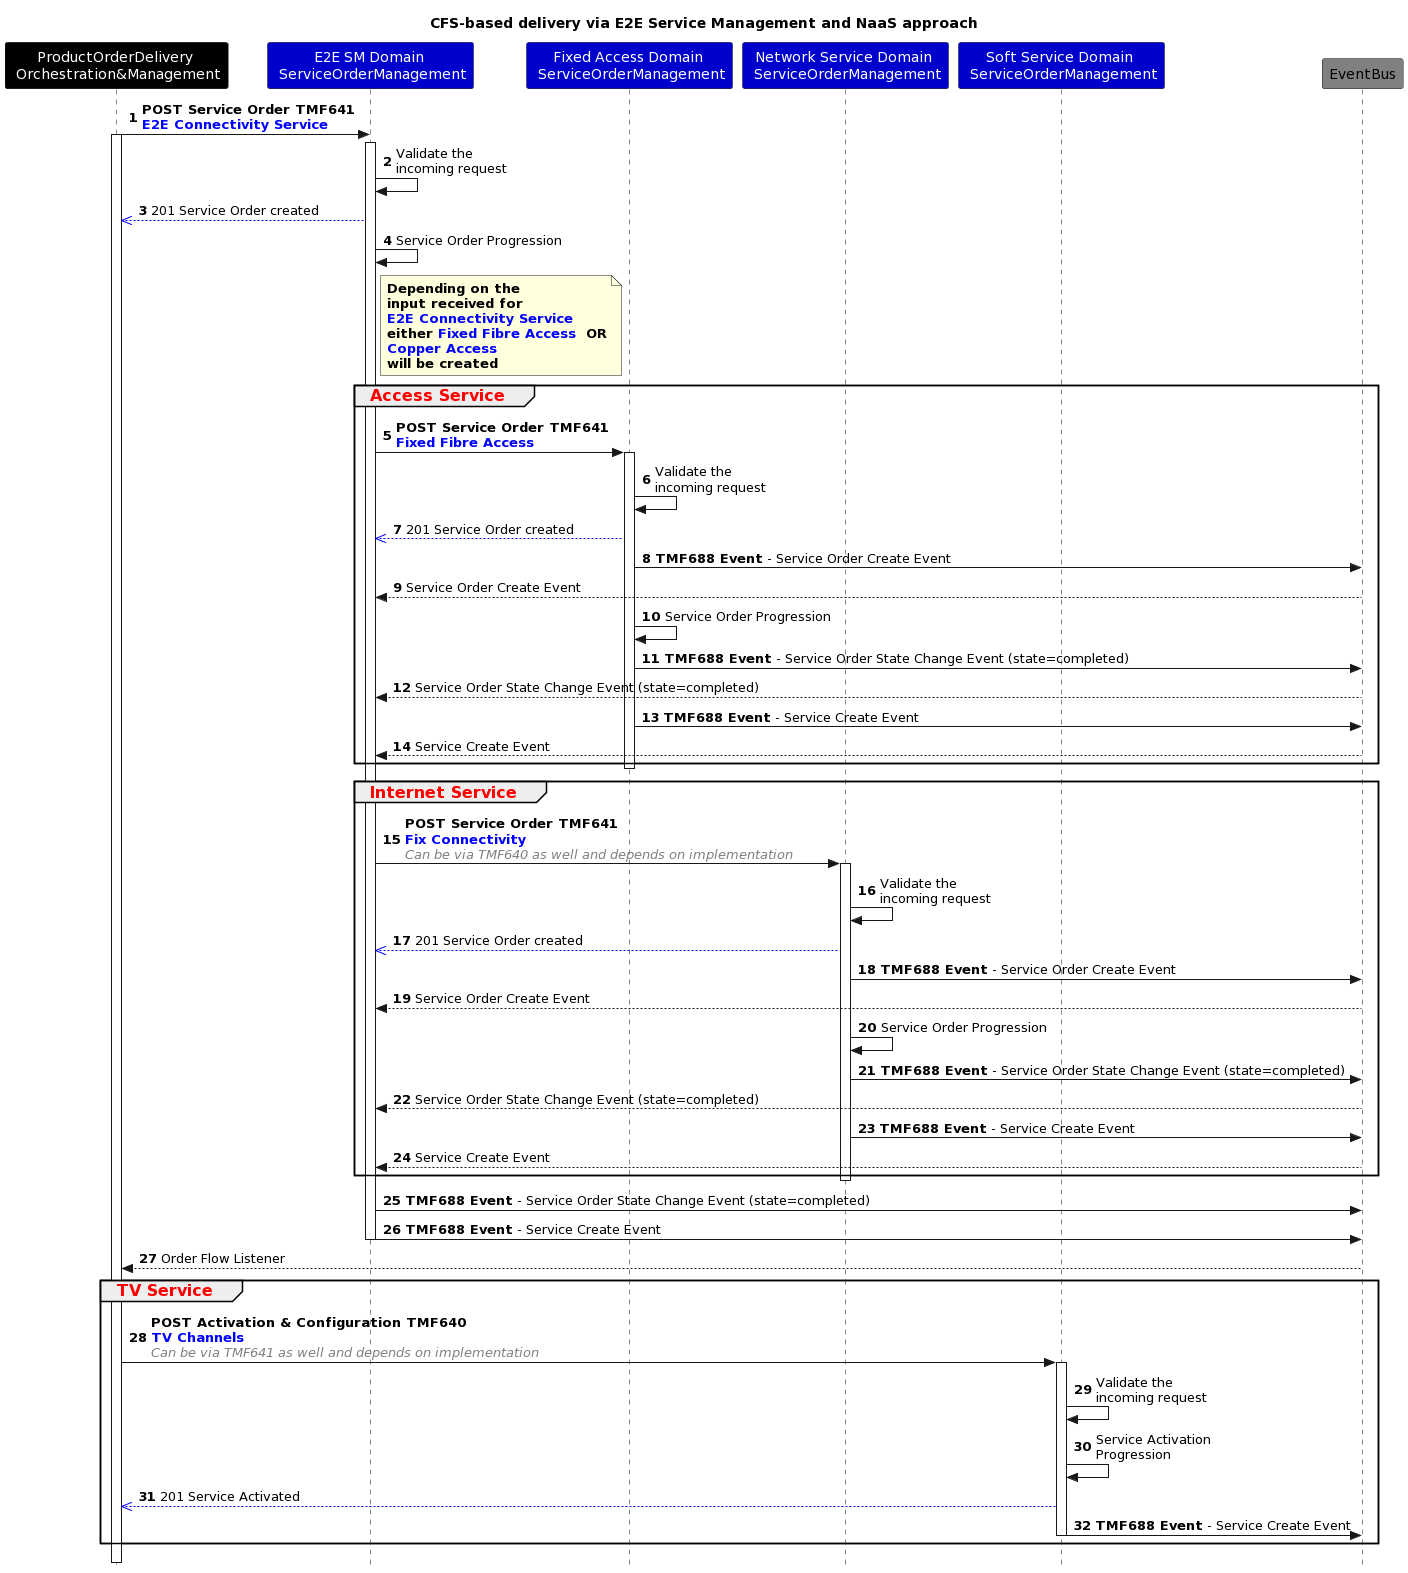 CFS-based delivery via E2E Service Management and NaaS approach
ProductOrderDelivery
Orchestration&Management
E2E SM Domain
ServiceOrderManagement
Fixed Access Domain
ServiceOrderManagement
Network Service Domain
ServiceOrderManagement
Soft Service Domain
ServiceOrderManagement
EventBus
1 POST Service Order TMF641
E2E Connectivity Service
2 Validate the
incoming request
3 201 Service Order created
4 Service Order Progression
Depending on the
input received for
E2E Connectivity Service
either Fixed Fibre Access OR
Copper Access
will be created
Access Service
5 POST Service Order TMF641
Fixed Fibre Access
6 Validate the
incoming request
7 201 Service Order created
8 TMF688 Event - Service Order Create Event
9 Service Order Create Event
10 Service Order Progression
11 TMF688 Event - Service Order State Change Event (state=completed)
12 Service Order State Change Event (state=completed)
13 TMF688 Event - Service Create Event
14 Service Create Event
Internet Service
POST Service Order TMF641
15 Fix Connectivity
Can be via TMF640 as well and depends on implementation
16 Validate the
incoming request
17 201 Service Order created
18 TMF688 Event - Service Order Create Event
19 Service Order Create Event
20 Service Order Progression
21 TMF688 Event - Service Order State Change Event (state=completed)
22 Service Order State Change Event (state=completed)
23 TMF688 Event - Service Create Event
24 Service Create Event
25 TMF688 Event - Service Order State Change Event (state=completed)
26 TMF688 Event - Service Create Event
27 Order Flow Listener
TV Service
POST Activation & Configuration TMF640
28 TV Channels
Can be via TMF641 as well and depends on implementation
29 Validate the
incoming request
30 Service Activation
Progression
31 201 Service Activated
32 TMF688 Event - Service Create Event